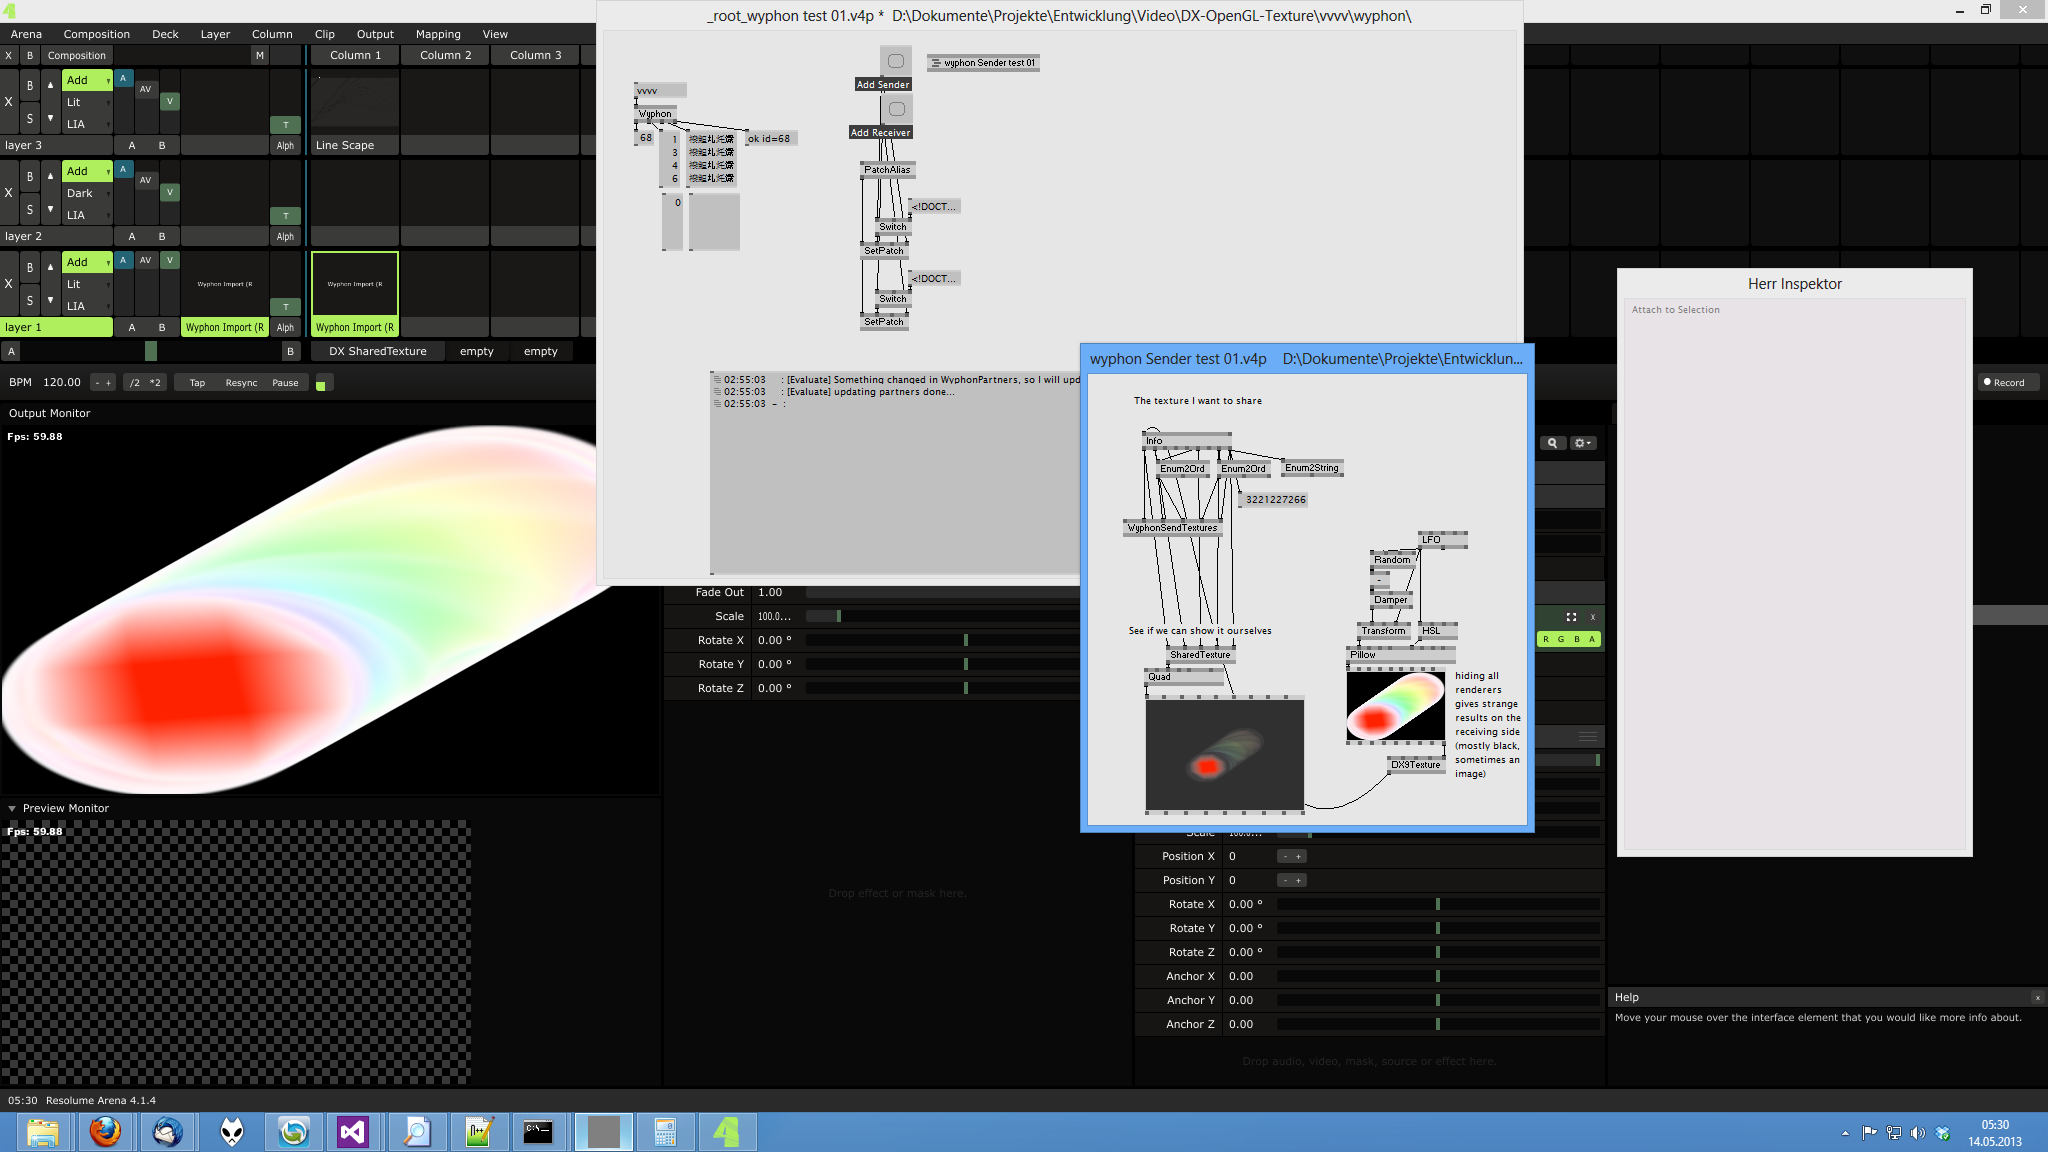 _root_wyphon test 01.v4p *  D:\Dokumente\Projekte\Entwicklung\Video\DX-OpenGL-Texture\vvvv\wyphon\
Arena Composition Deck Layer Column Clip Output Mapping View
X B Composition M Column 1 Column 2 Column 3
X B S Add Lit LIA A AV V T
layer 3 A B Alph Line Scape
X B S Add Dark LIA A AV V T
layer 2 A B Alph
X B S Add Lit LIA A AV V Wyphon Import (R T Wyphon Import (R
layer 1 A B Wyphon Import (R Alph Wyphon Import (R
A B DX SharedTexture empty empty
BPM 120.00 - + /2 *2 Tap Resync Pause
Record
Output Monitor
Fps: 59.88
Preview Monitor
Fps: 59.88
vvvv
Wyphon
68
1
3
4
6
ok id=68
0
Add Sender
wyphon Sender test 01
Add Receiver
PatchAlias
<!DOCT...
Switch
SetPatch
<!DOCT...
Switch
SetPatch
02:55:03 : [Evaluate] Something changed in WyphonPartners, so I will upd
02:55:03 : [Evaluate] updating partners done...
02:55:03 - :
wyphon Sender test 01.v4p D:\Dokumente\Projekte\Entwicklun...
The texture I want to share
Info
Enum2Ord Enum2Ord Enum2String
3221227266
WyphonSendTextures
LFO
Random
-
Damper
Transform HSL
See if we can show it ourselves
SharedTexture
Pillow
Quad
hiding all
renderers
gives strange
results on the
receiving side
(mostly black,
sometimes an
image)
DX9Texture
Herr Inspektor
Attach to Selection
Fade Out 1.00
Scale 100.0...
Rotate X 0.00 °
Rotate Y 0.00 °
Rotate Z 0.00 °
Drop effect or mask here.
x
R G B A
Scale 100.0...
Position X 0 - +
Position Y 0 - +
Rotate X 0.00 °
Rotate Y 0.00 °
Rotate Z 0.00 °
Anchor X 0.00
Anchor Y 0.00
Anchor Z 0.00
Drop audio, video, mask, source or effect here.
Help x
Move your mouse over the interface element that you would like more info about.
05:30 Resolume Arena 4.1.4
C:\-
05:30
14.05.2013